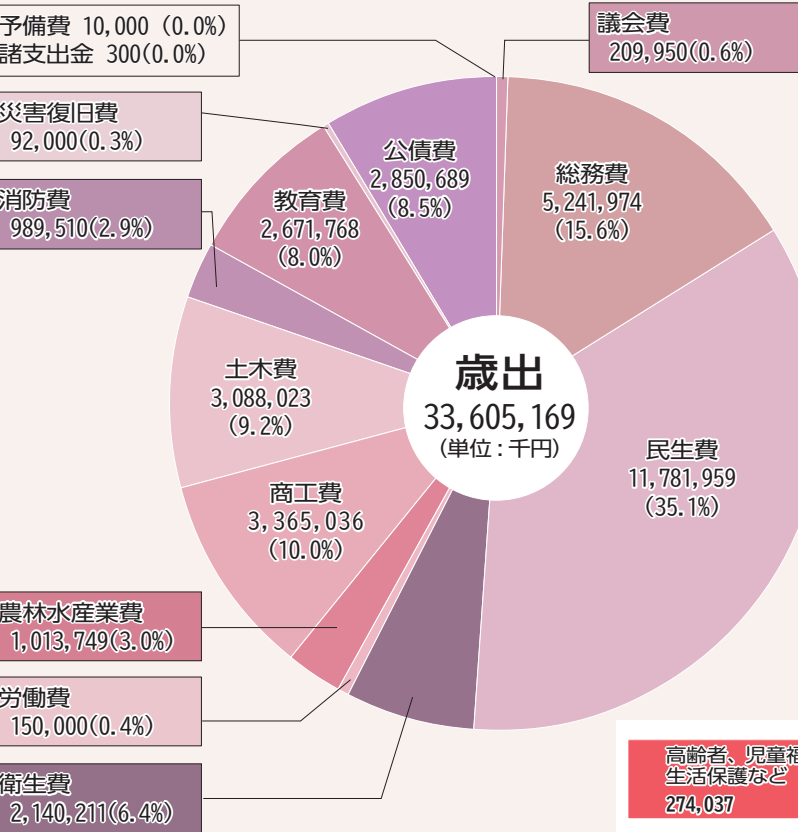 予備費 10,000 (0.0%)
諸支出金 300(0.0%)
議会費
209,950(0.6%)
災害復旧費
92,000(0.3%)
消防費
989,510(2.9%)
公債費
2,850,689
(8.5%)
総務費
5,241,974
(15.6%)
教育費
2,671,768
(8.0%)
土木費
3,088,023
(9.2%)
歳出
33,605,169
(単位:千円)
民生費
11,781,959
(35.1%)
商工費
3,365,036
(10.0%)
農林水産業費
1,013,749(3.0%)
労働費
150,000(0.4%)
衛生費
2,140,211(6.4%)
高齢者、児童福
生活保護など
274,037